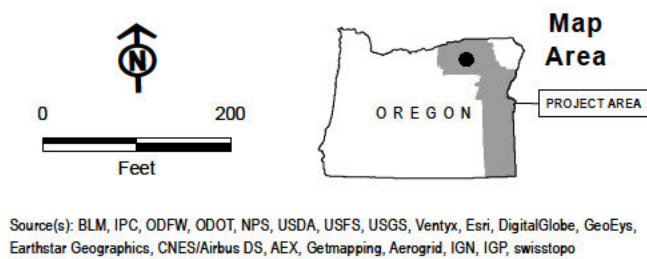 N
Map
Area
0 200
OREGON
PROJECT AREA
Feet
Source(s): BLM, IPC, ODFW, ODOT, NPS, USDA, USFS, USGS, Ventyx, Esri, DigitalGlobe, GeoEys,
Earthstar Geographics, CNES/Airbus DS, AEX, Getmapping, Aerogrid, IGN, IGP, swisstopo